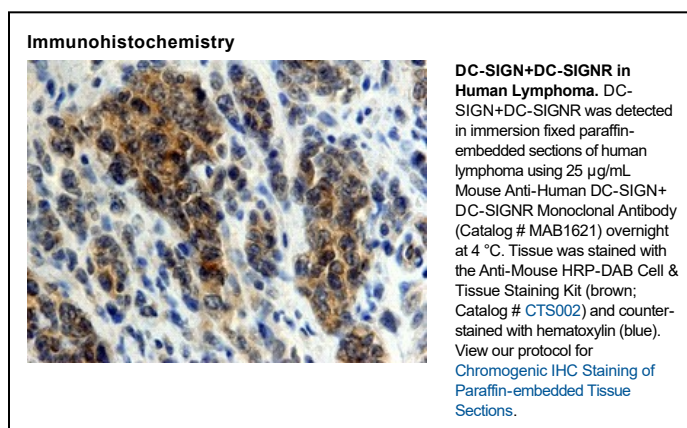 Immunohistochemistry
DC-SIGN+DC-SIGNR in
Human Lymphoma. DC-
SIGN+DC-SIGNR was detected
in immersion fixed paraffin-
embedded sections of human
lymphoma using 25 µg/mL
Mouse Anti-Human DC-SIGN+
DC-SIGNR Monoclonal Antibody
(Catalog # MAB1621) overnight
at 4 °C. Tissue was stained with
the Anti-Mouse HRP-DAB Cell &
Tissue Staining Kit (brown;
Catalog # CTS002) and counter-
stained with hematoxylin (blue).
View our protocol for
Chromogenic IHC Staining of
Paraffin-embedded Tissue
Sections.